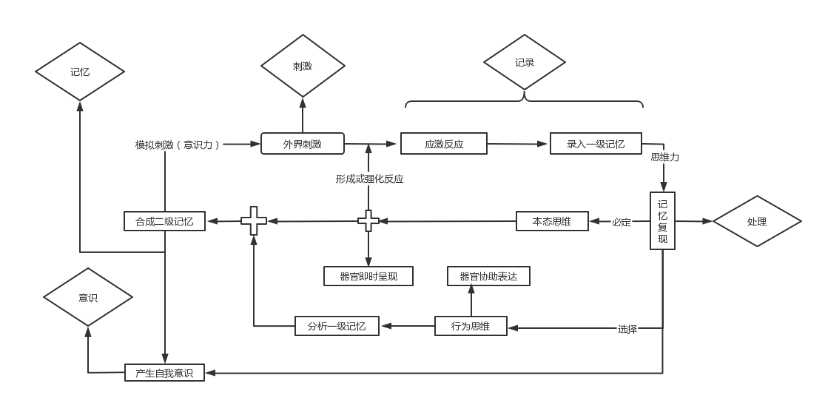 记忆
刺激
记录
模拟刺激（意识力）
外界刺激
应激反应
录入一级记忆
思维力
形成或强化反应
合成二级记忆
本态思维
必定
记忆复现
处理
器官即时呈现
器官协助表达
意识
分析一级记忆
行为思维
选择
产生自我意识